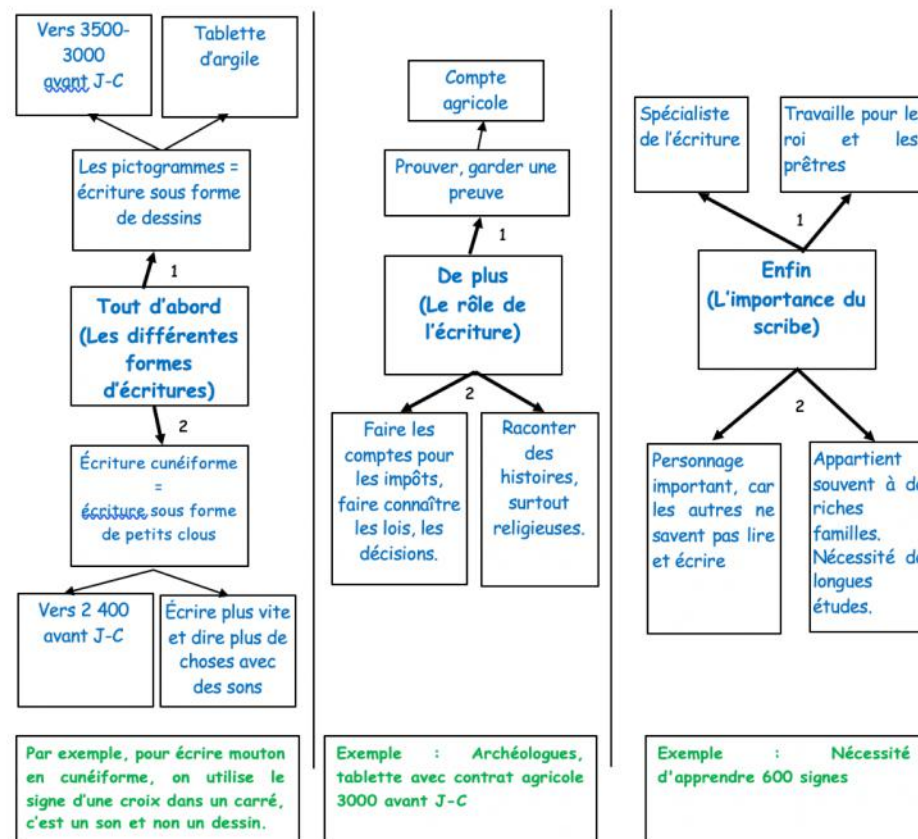 Vers 3500-
3000
avant J-C
Tablette
d'argile
Les pictogrammes =
écriture sous forme
de dessins
1
Tout d'abord
(Les différentes
formes
d'écritures)
2
Écriture cunéiforme
=
écriture sous forme
de petits clous
Vers 2 400
avant J-C
Écrire plus vite
et dire plus de
choses avec
des sons
Par exemple, pour écrire mouton
en cunéiforme, on utilise le
signe d'une croix dans un carré,
c'est un son et non un dessin.
Compte
agricole
Prouver, garder une
preuve
1
De plus
(Le rôle de
l'écriture)
2
Faire les
comptes pour
les impôts,
faire connaître
les lois, les
décisions.
Raconter
des
histoires,
surtout
religieuses.
Exemple : Archéologues,
tablette avec contrat agricole
3000 avant J-C
Spécialiste
de l'écriture
Travaille pour le
roi et les
prêtres
1
Enfin
(L'importance du
scribe)
2
Personnage
important, car
les autres ne
savent pas lire
et écrire
Appartient
souvent à de
riches
familles.
Nécessité de
longues
études.
Exemple : Nécessité
d'apprendre 600 signes